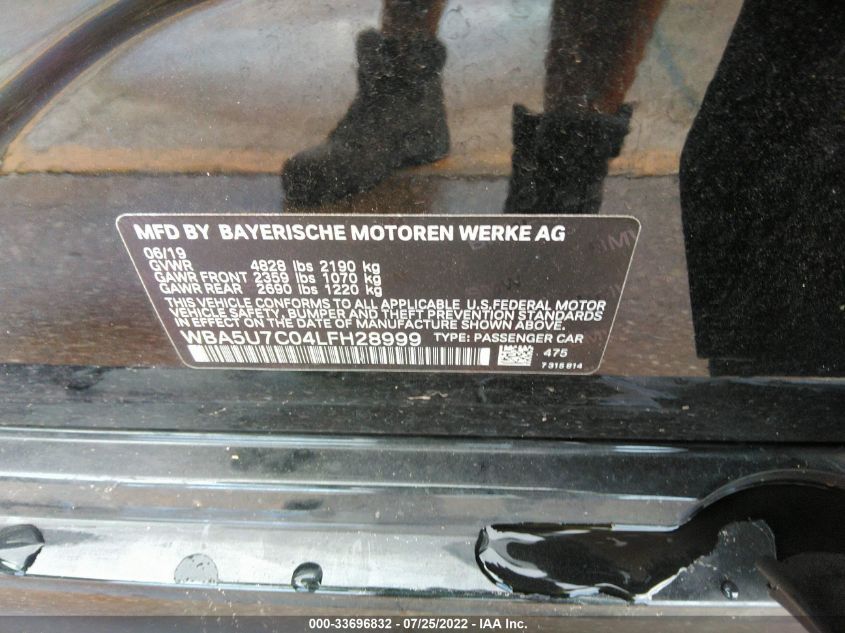 MFD BY BAYERISCHE MOTOREN WERKE AG
06/19
GVWR 4828 lbs 2190 kg
GAWR FRONT 2359 lbs 1070 kg
GAWR REAR 2690 lbs 1220 kg
THIS VEHICLE CONFORMS TO ALL APPLICABLE U.S.FEDERAL MOTOR
VEHICLE SAFETY, BUMPER AND THEFT PREVENTION STANDARDS
IN EFFECT ON THE DATE OF MANUFACTURE SHOWN ABOVE.
WBA5U7C04LFH28999 TYPE: PASSENGER CAR
475
7 315 814
000-33696832 / 07/25/2022 - IAA Inc.